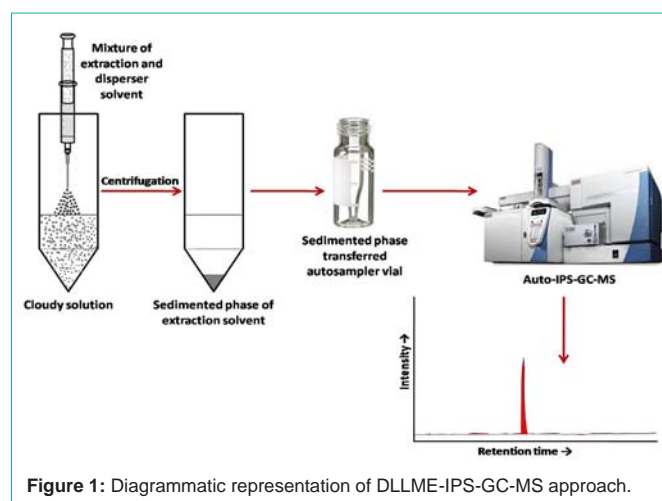 Mixture of
extraction and
disperser
solvent
Centrifugation
Cloudy solution
Sedimented phase of
extraction solvent
Sedimented phase
transferred
autosampler vial
Auto-IPS-GC-MS
Intensity →
Retention time →
Figure 1: Diagrammatic representation of DLLME-IPS-GC-MS approach.